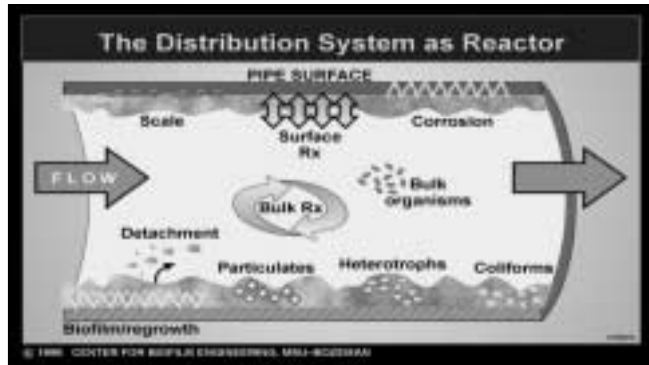 The Distribution System as Reactor
PIPE SURFACE
Scale
Surface
Rx
Corrosion
FLOW
Bulk Rx
Bulk
organisms
Detachment
Particulates
Heterotrophs
Coliforms
Biofilm/regrowth
CENTER FOR BIOFILM ENGINEERING, MSU-BOZEMAN